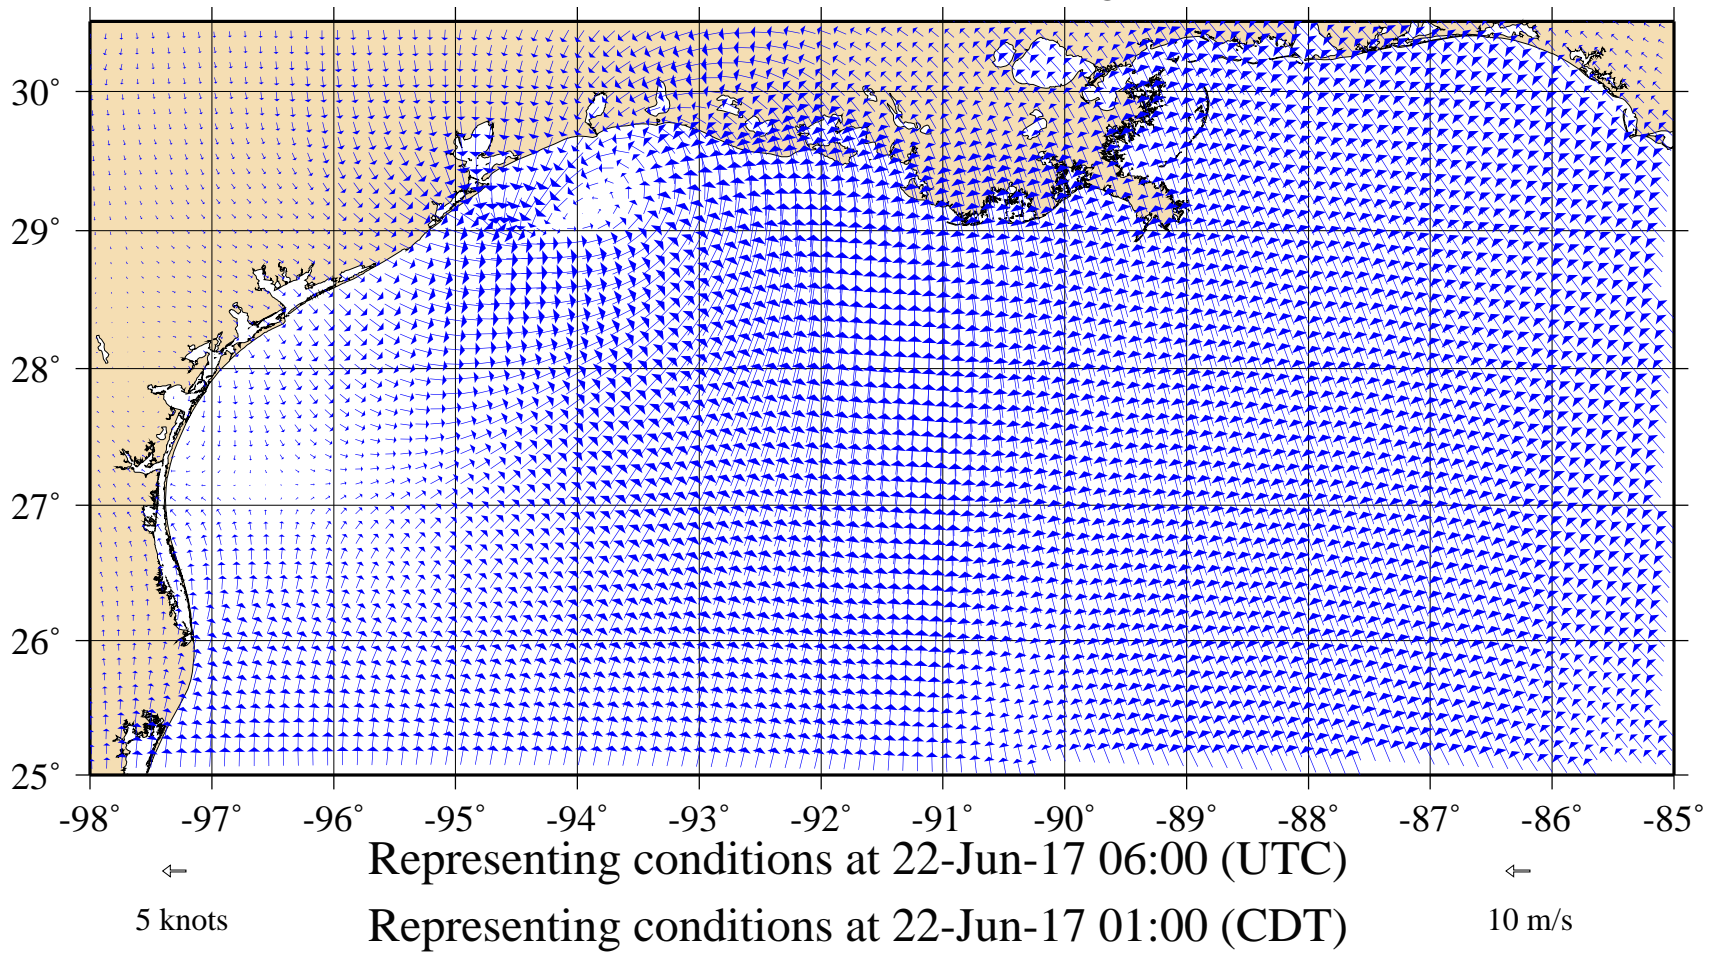 30°
29°
28°
27°
26°
25°
-98° -97° -96° -95° -94° -93° -92° -91° -90° -89° -88° -87° -86° -85°
Representing conditions at 22-Jun-17 06:00 (UTC)
5 knots
10 m/s
Representing conditions at 22-Jun-17 01:00 (CDT)